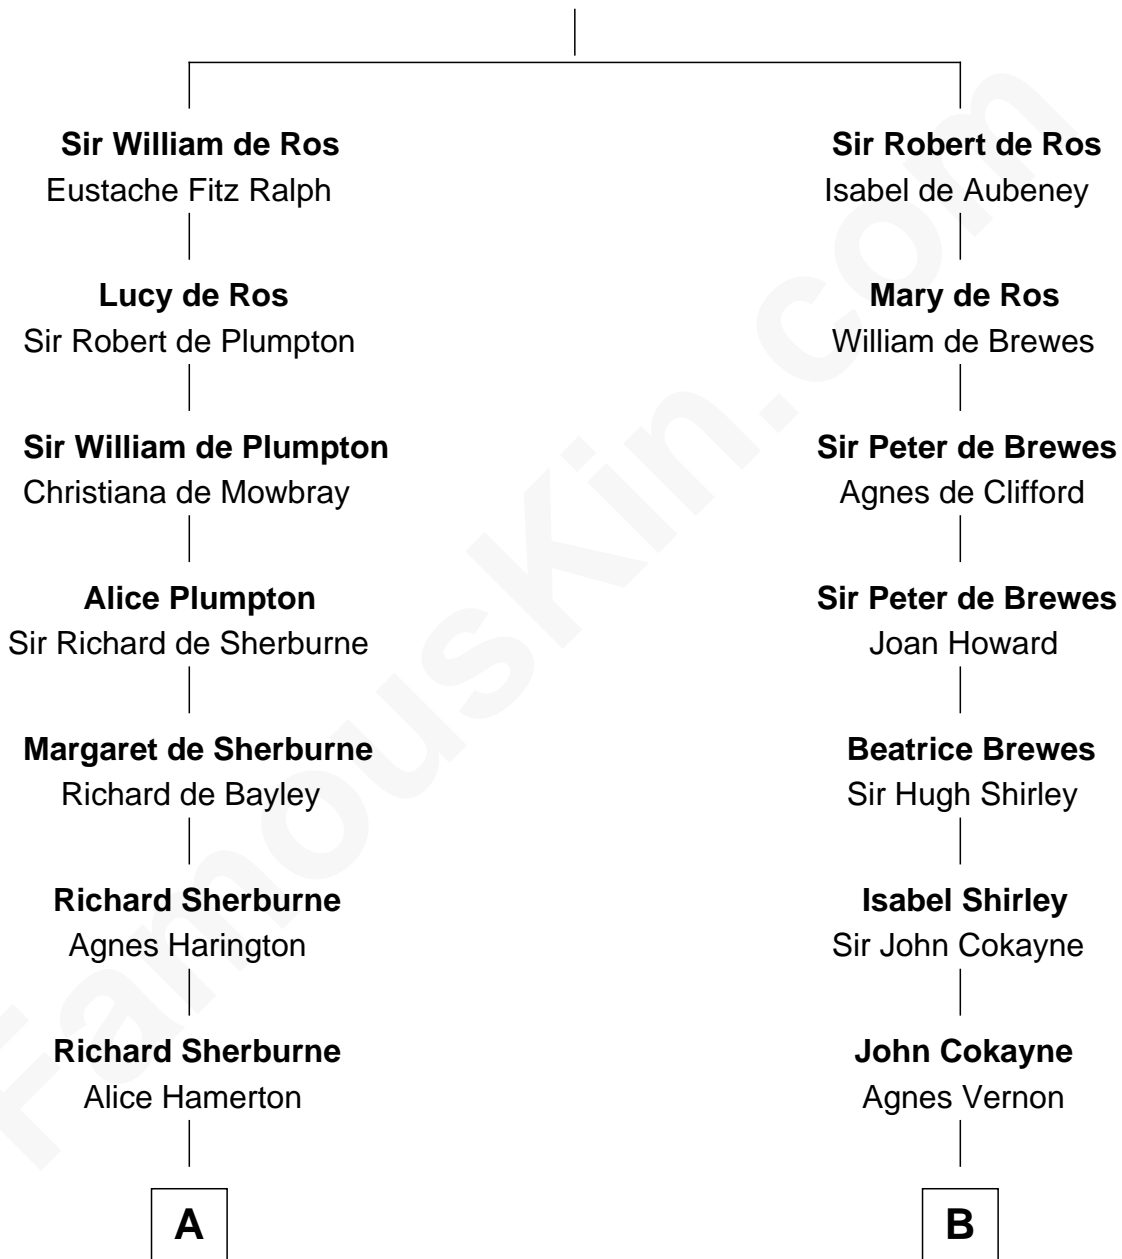 Sir William de Ros
Eustache Fitz Ralph
Lucy de Ros
Sir Robert de Plumpton
Sir William de Plumpton
Christiana de Mowbray
Alice Plumpton
Sir Richard de Sherburne
Margaret de Sherburne
Richard de Bayley
Richard Sherburne
Agnes Harington
Richard Sherburne
Alice Hamerton
A
Sir Robert de Ros
Isabel de Aubeney
Mary de Ros
William de Brewes
Sir Peter de Brewes
Agnes de Clifford
Sir Peter de Brewes
Joan Howard
Beatrice Brewes
Sir Hugh Shirley
Isabel Shirley
Sir John Cokayne
John Cokayne
Agnes Vernon
B
FamousKin.com